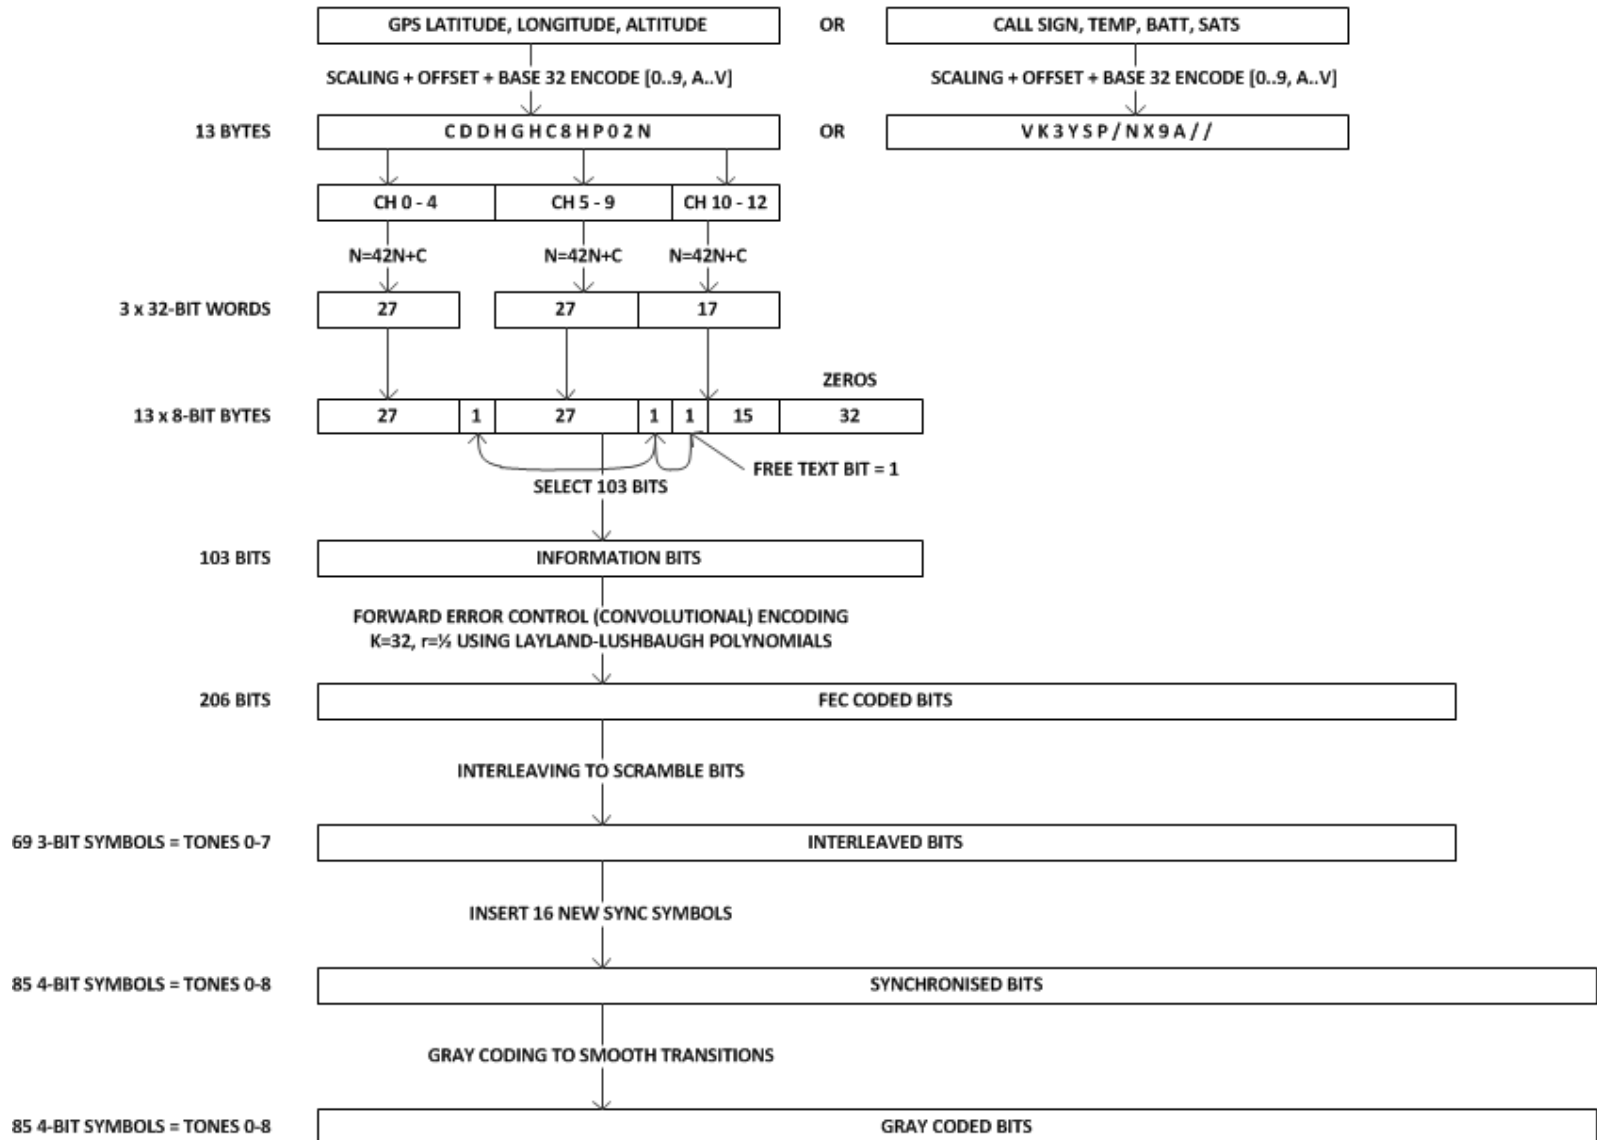 GPS LATITUDE, LONGITUDE, ALTITUDE OR CALL SIGN, TEMP, BATT, SATS
SCALING + OFFSET + BASE 32 ENCODE [0..9, A..V] SCALING + OFFSET + BASE 32 ENCODE [0..9, A..V]
13 BYTES C D D H G H C 8 H P 0 2 N OR V K 3 Y S P / N X 9 A / /
CH 0 - 4 CH 5 - 9 CH 10 - 12
N=42N+C N=42N+C N=42N+C
3 x 32-BIT WORDS 27 27 17
ZEROS
13 x 8-BIT BYTES 27 1 27 1 1 15 32
FREE TEXT BIT = 1
SELECT 103 BITS
103 BITS INFORMATION BITS
FORWARD ERROR CONTROL (CONVOLUTIONAL) ENCODING
K=32, r=½ USING LAYLAND-LUSHBAUGH POLYNOMIALS
206 BITS FEC CODED BITS
INTERLEAVING TO SCRAMBLE BITS
69 3-BIT SYMBOLS = TONES 0-7 INTERLEAVED BITS
INSERT 16 NEW SYNC SYMBOLS
85 4-BIT SYMBOLS = TONES 0-8 SYNCHRONISED BITS
GRAY CODING TO SMOOTH TRANSITIONS
85 4-BIT SYMBOLS = TONES 0-8 GRAY CODED BITS